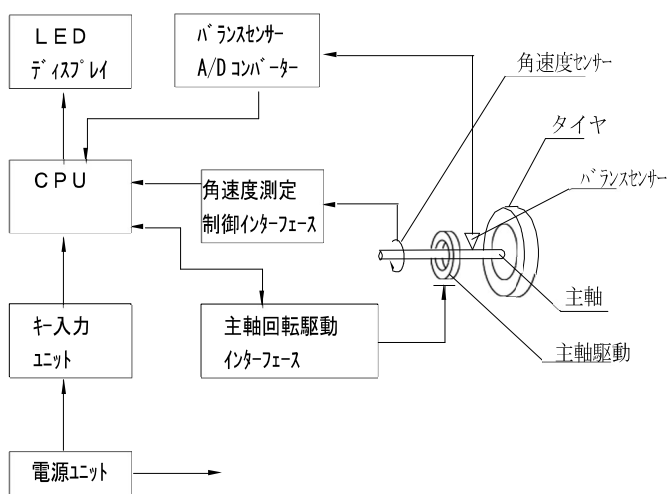 LED
ディスプレイ
バランスセンサー
A/Dコンバーター
角速度センサー
タイヤ
バランスセンサー
CPU
角速度測定
制御インターフェース
主軸
キー入力
ユニット
主軸回転駆動
インターフェース
主軸駆動
電源ユニット